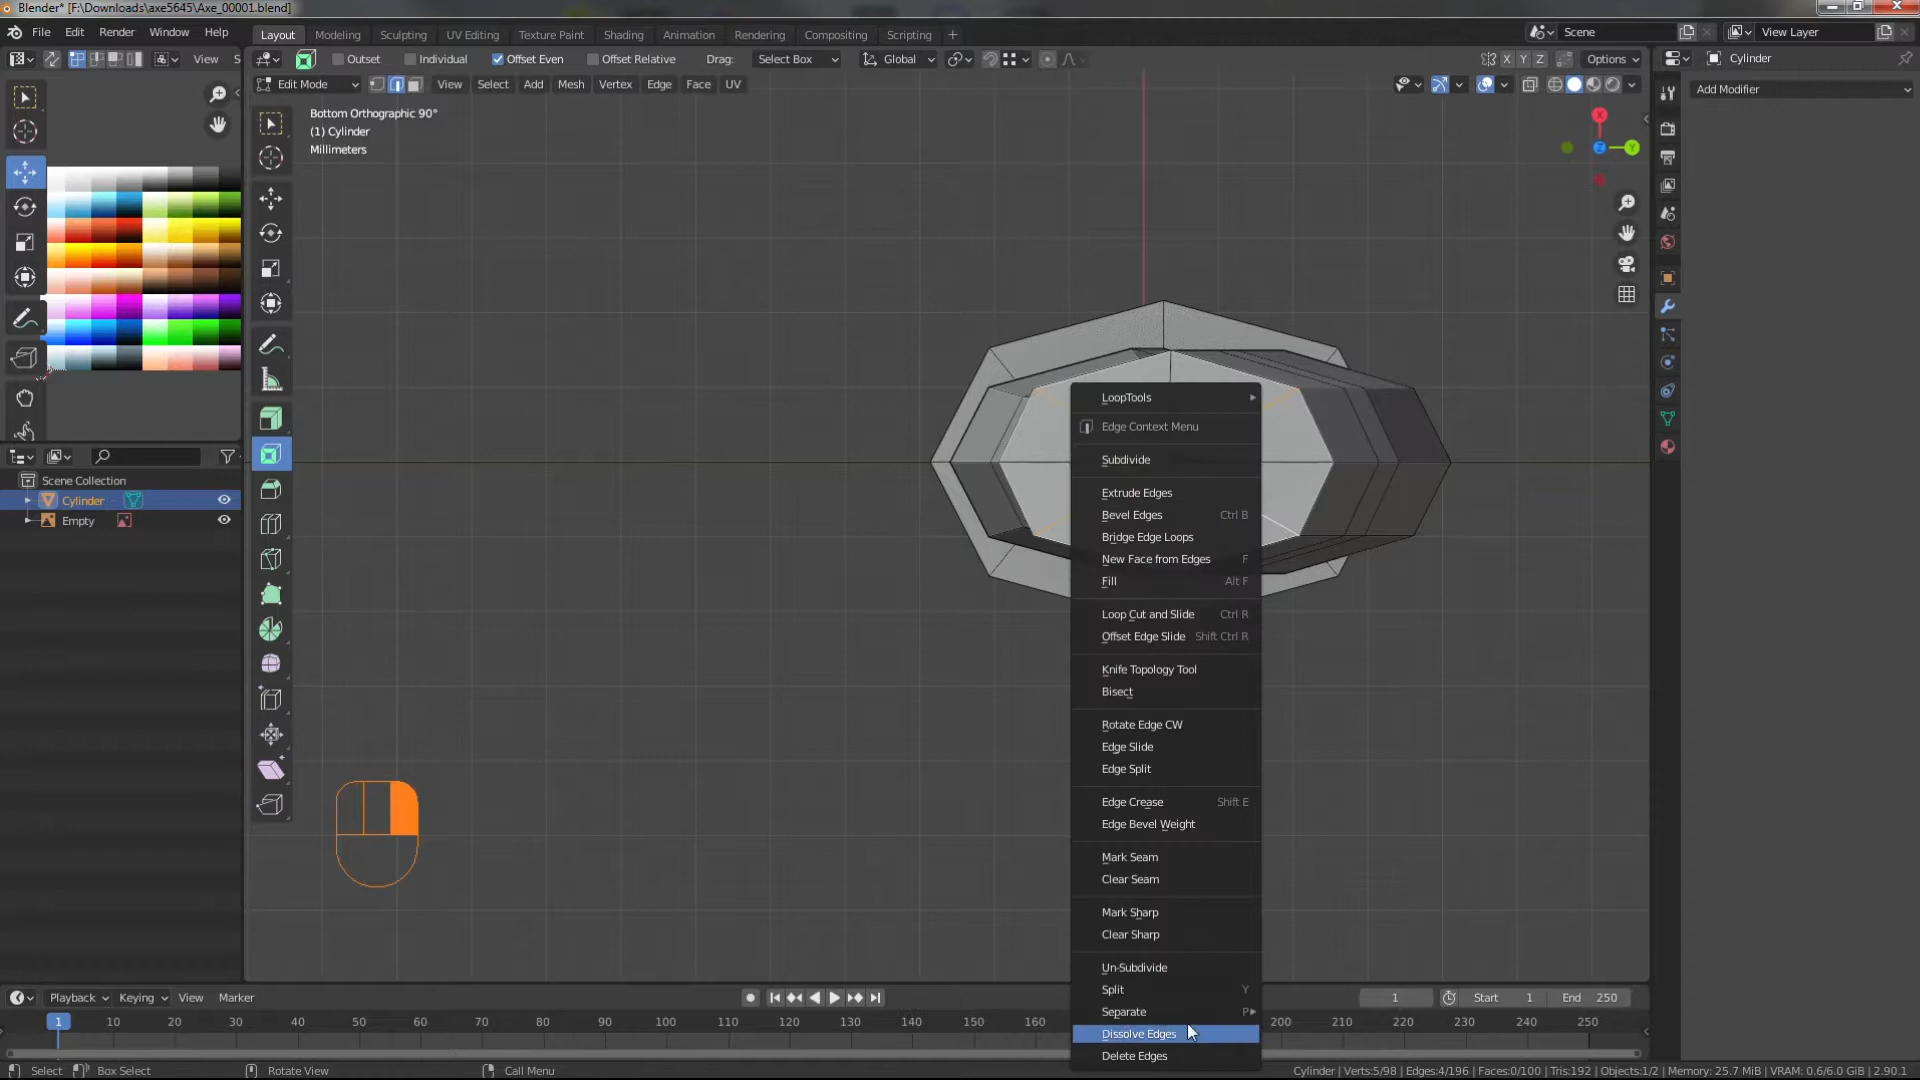 Blender* [F:\Downloads\axe5645\Axe_00001.blend]
File Edit Render Window Help
Layout Modeling Sculpting UV Editing Texture Paint Shading Animation Rendering Compositing Scripting +
Scene
View Layer
View S
Outset Individual Offset Even Offset Relative Drag: Select Box Global
X Y Z Options
Cylinder
Edit Mode View Select Add Mesh Vertex Edge Face UV
Add Modifier
Bottom Orthographic 90°
(1) Cylinder
Millimeters
X
Y
Z
LoopTools
Edge Context Menu
Subdivide
Extrude Edges
Bevel Edges Ctrl B
Bridge Edge Loops
New Face from Edges F
Fill Alt F
Loop Cut and Slide Ctrl R
Offset Edge Slide Shift Ctrl R
Knife Topology Tool
Bisect
Rotate Edge CW
Edge Slide
Edge Split
Edge Crease Shift E
Edge Bevel Weight
Mark Seam
Clear Seam
Mark Sharp
Clear Sharp
Un-Subdivide
Split Y
Separate P
Dissolve Edges
Delete Edges
Scene Collection
Cylinder
Empty
Playback Keying View Marker
1 Start 1 End 250
1 10 20 30 40 50 60 70 80 90 100 110 120 130 140 150 160 200 210 220 230 240 250
Select Box Select Rotate View Call Menu
Cylinder | Verts:5/98 | Edges:4/196 | Faces:0/100 | Tris:192 | Objects:1/2 | Memory: 25.7 MiB | VRAM: 0.6/6.0 GiB | 2.90.1